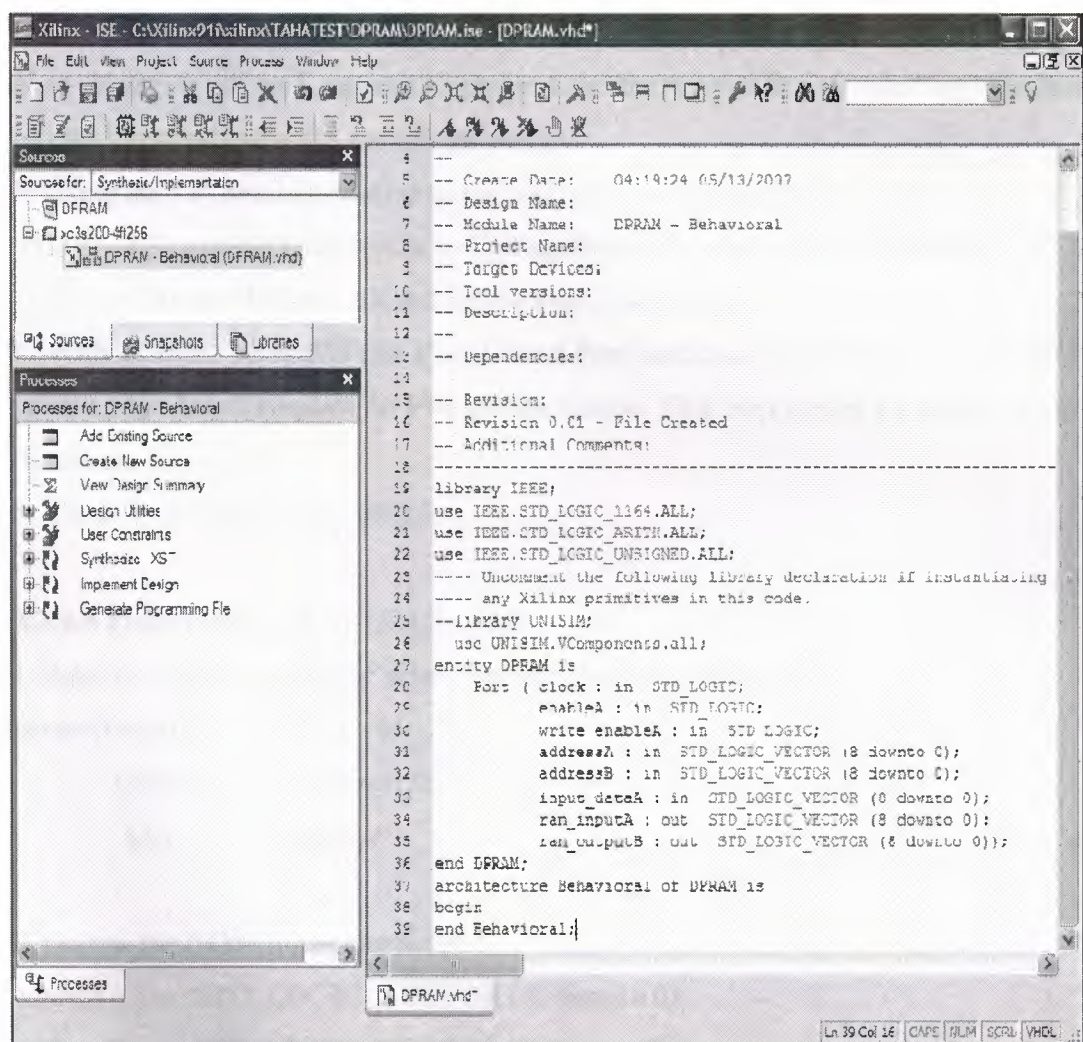 Xilinx - ISE - C:\Xilinx91i\xilinx\TAHATEST\DPRAM\DPRAM.ise - [DPRAM.vhd*]
File Edit View Project Source Process Window Help
Sources
Sources for: Synthesis/Implementation
DPRAM
xc3s200-4ft256
DPRAM - Behavioral (DPRAM.vhd)
Sources Snapshots Libraries
Processes
Processes for: DPRAM - Behavioral
Add Existing Source
Create New Source
View Design Summary
Design Utilities
User Constraints
Synthesize - XST
Implement Design
Generate Programming File
Processes
4 --
5 -- Create Date: 04:19:24 05/13/2007
6 -- Design Name:
7 -- Module Name: DPRAM - Behavioral
8 -- Project Name:
9 -- Target Devices:
10 -- Tool versions:
11 -- Description:
12 --
13 -- Dependencies:
14 --
15 -- Revision:
16 -- Revision 0.01 - File Created
17 -- Additional Comments:
18 ----------------------------------------------------------------
19 library IEEE;
20 use IEEE.STD_LOGIC_1164.ALL;
21 use IEEE.STD_LOGIC_ARITH.ALL;
22 use IEEE.STD_LOGIC_UNSIGNED.ALL;
23 ---- Uncomment the following library declaration if instantiating
24 ---- any Xilinx primitives in this code.
25 --library UNISIM;
26 use UNISIM.VComponents.all;
27 entity DPRAM is
28 Port ( clock : in STD_LOGIC;
29 enableA : in STD_LOGIC;
30 write_enableA : in STD_LOGIC;
31 addressA : in STD_LOGIC_VECTOR (8 downto 0);
32 addressB : in STD_LOGIC_VECTOR (8 downto 0);
33 input_dataA : in STD_LOGIC_VECTOR (8 downto 0);
34 ram_inputA : out STD_LOGIC_VECTOR (8 downto 0);
35 ram_outputB : out STD_LOGIC_VECTOR (8 downto 0));
36 end DPRAM;
37 architecture Behavioral of DPRAM is
38 begin
39 end Behavioral;
DPRAM.vhd*
Ln 39 Col 16 CAPS NUM SCRL VHDL